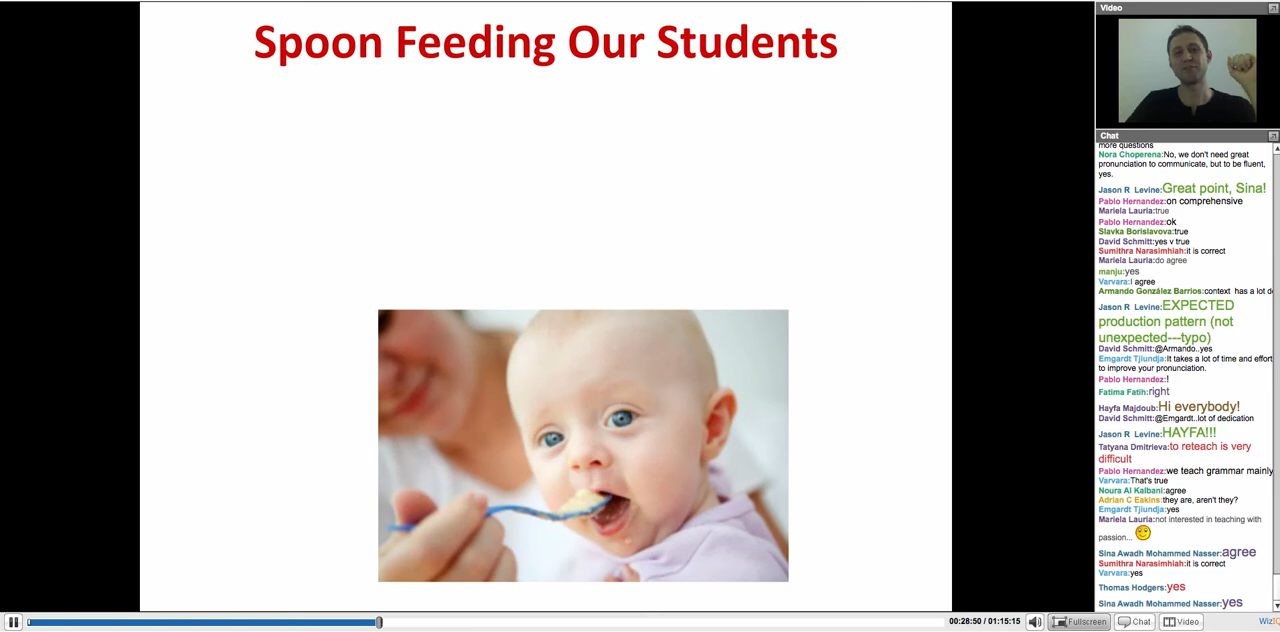 Spoon Feeding Our Students
Video
Chat
more questions
Nora Choperena:No, we don't need great
pronunciation to communicate, but to be fluent,
yes.
Jason R Levine:Great point, Sina!
Pablo Hernandez:on comprehensive
Mariela Lauria:true
Pablo Hernandez:ok
Slavka Borislavova:true
David Schmitt:yes v true
Sumithra Narasimhiah:it is correct
Mariela Lauria:do agree
manju:yes
Varvara:I agree
Armando González Barrios:context has a lot d
Jason R Levine:EXPECTED
production pattern (not
unexpected---typo)
David Schmitt:@Armando..yes
Emgardt Tjiundja:It takes a lot of time and effort
to improve your pronunciation.
Pablo Hernandez:!
Fatima Fatih:right
Hayfa Majdoub:Hi everybody!
David Schmitt:@Emgardt..lot of dedication
Jason R Levine:HAYFA!!!
Tatyana Dmitrieva:to reteach is very
difficult
Pablo Hernandez:we teach grammar mainly
Varvara:That's true
Noura Al Kalbani:agree
Adrian C Eakins:they are, aren't they?
Emgardt Tjiundja:yes
Mariela Lauria:not interested in teaching with
passion...
Sina Awadh Mohammed Nasser:agree
Sumithra Narasimhiah:it is correct
Varvara:yes
Thomas Hodgers:yes
Sina Awadh Mohammed Nasser:yes
00:28:50 / 01:15:15
Fullscreen
Chat
Video
WizIQ